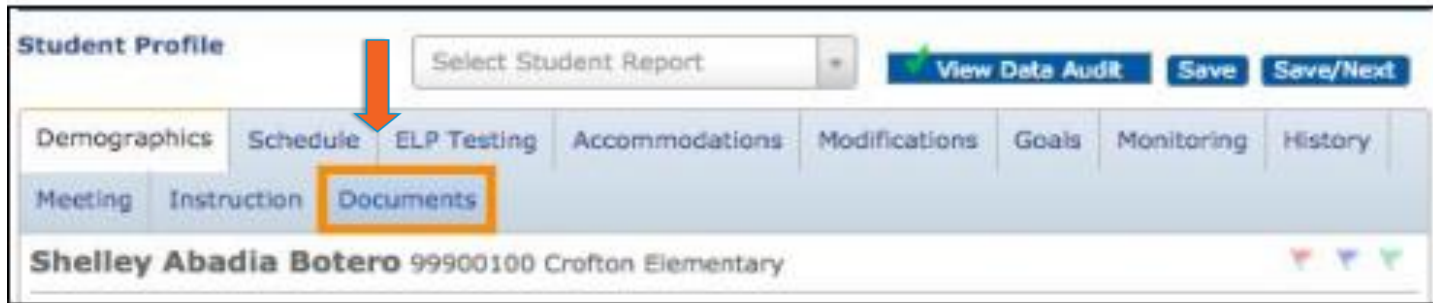 Student Profile Select Student Report View Data Audit Save Save/Next
Demographics Schedule ELP Testing Accommodations Modifications Goals Monitoring History
Meeting Instruction Documents
Shelley Abadia Botero 99900100 Crofton Elementary